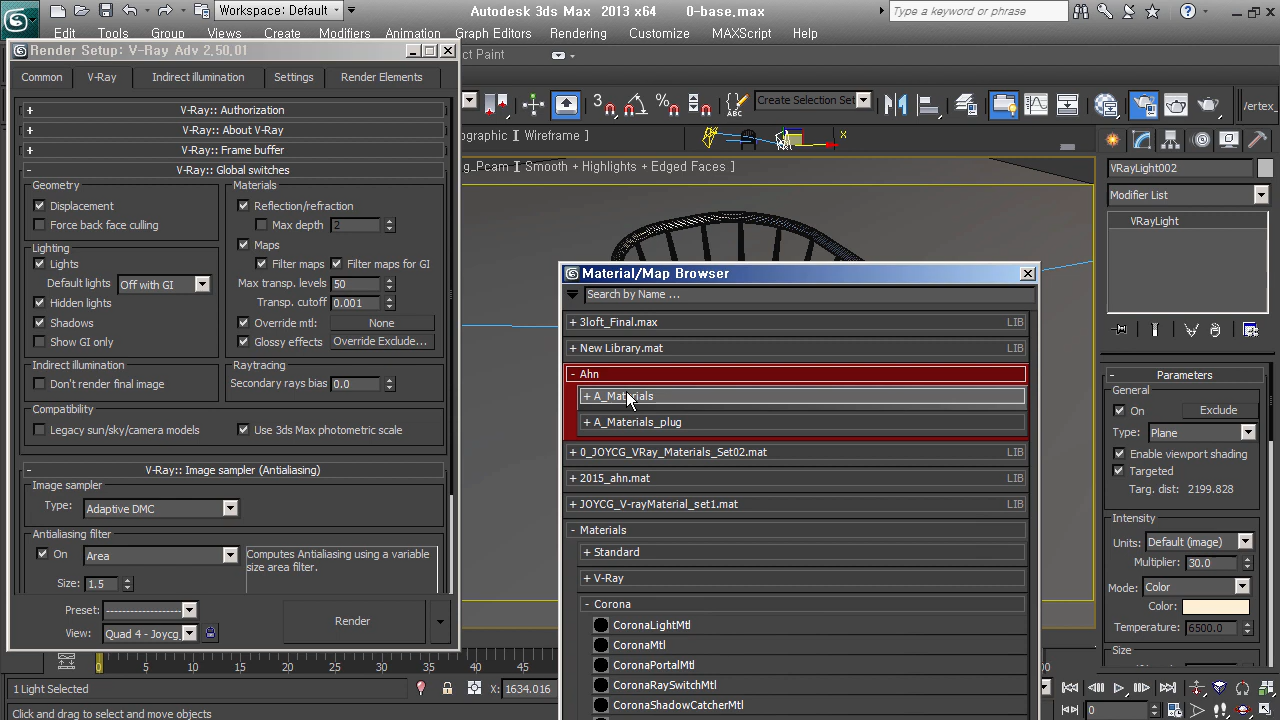 Workspace: Default
Autodesk 3ds Max 2013 x64 0-base.max
Type a keyword or phrase
Edit Tools Group Views Create Modifiers Animation Graph Editors Rendering Customize MAXScript Help
Render Setup: V-Ray Adv 2.50.01
ct Paint
Common V-Ray Indirect illumination Settings Render Elements
Create Selection Set
ABC
ertex
+ V-Ray:: Authorization
+ V-Ray:: About V-Ray
+ V-Ray:: Frame buffer
- V-Ray:: Global switches
ographic ] Wireframe ]
x
g_Pcam ] Smooth + Highlights + Edged Faces ]
Geometry
Displacement
Force back face culling
Lighting
Lights
Default lights Off with GI
Hidden lights
Shadows
Show GI only
Indirect illumination
Don't render final image
Compatibility
Legacy sun/sky/camera models
Materials
Reflection/refraction
Max depth 2
Maps
Filter maps Filter maps for GI
Max transp. levels 50
Transp. cutoff 0.001
Override mtl: None
Glossy effects Override Exclude...
Raytracing
Secondary rays bias 0.0
Use 3ds Max photometric scale
- V-Ray:: Image sampler (Antialiasing)
Image sampler
Type: Adaptive DMC
Antialiasing filter
On Area
Size: 1.5
Computes Antialiasing using a variable
size area filter.
Preset: --------------------
View: Quad 4 - Joycg_
Render
Material/Map Browser
Search by Name ...
+ 3loft_Final.max LIB
+ New Library.mat LIB
- Ahn
+ A_Materials
+ A_Materials_plug
+ 0_JOYCG_VRay_Materials_Set02.mat LIB
+ 2015_ahn.mat LIB
+ JOYCG_V-rayMaterial_set1.mat LIB
- Materials
+ Standard
+ V-Ray
- Corona
CoronaLightMtl
CoronaMtl
CoronaPortalMtl
CoronaRaySwitchMtl
CoronaShadowCatcherMtl
VRayLight002
Modifier List
VRayLight
- Parameters
General
On Exclude
Type: Plane
Enable viewport shading
Targeted
Targ. dist: 2199.828
Intensity
Units: Default (image)
Multiplier: 30.0
Mode: Color
Color:
Temperature: 6500.0
Size
0 5 10 15 20 25 30 35 40 45 50
00
1 Light Selected
X: 1634.016
Click and drag to select and move objects
0